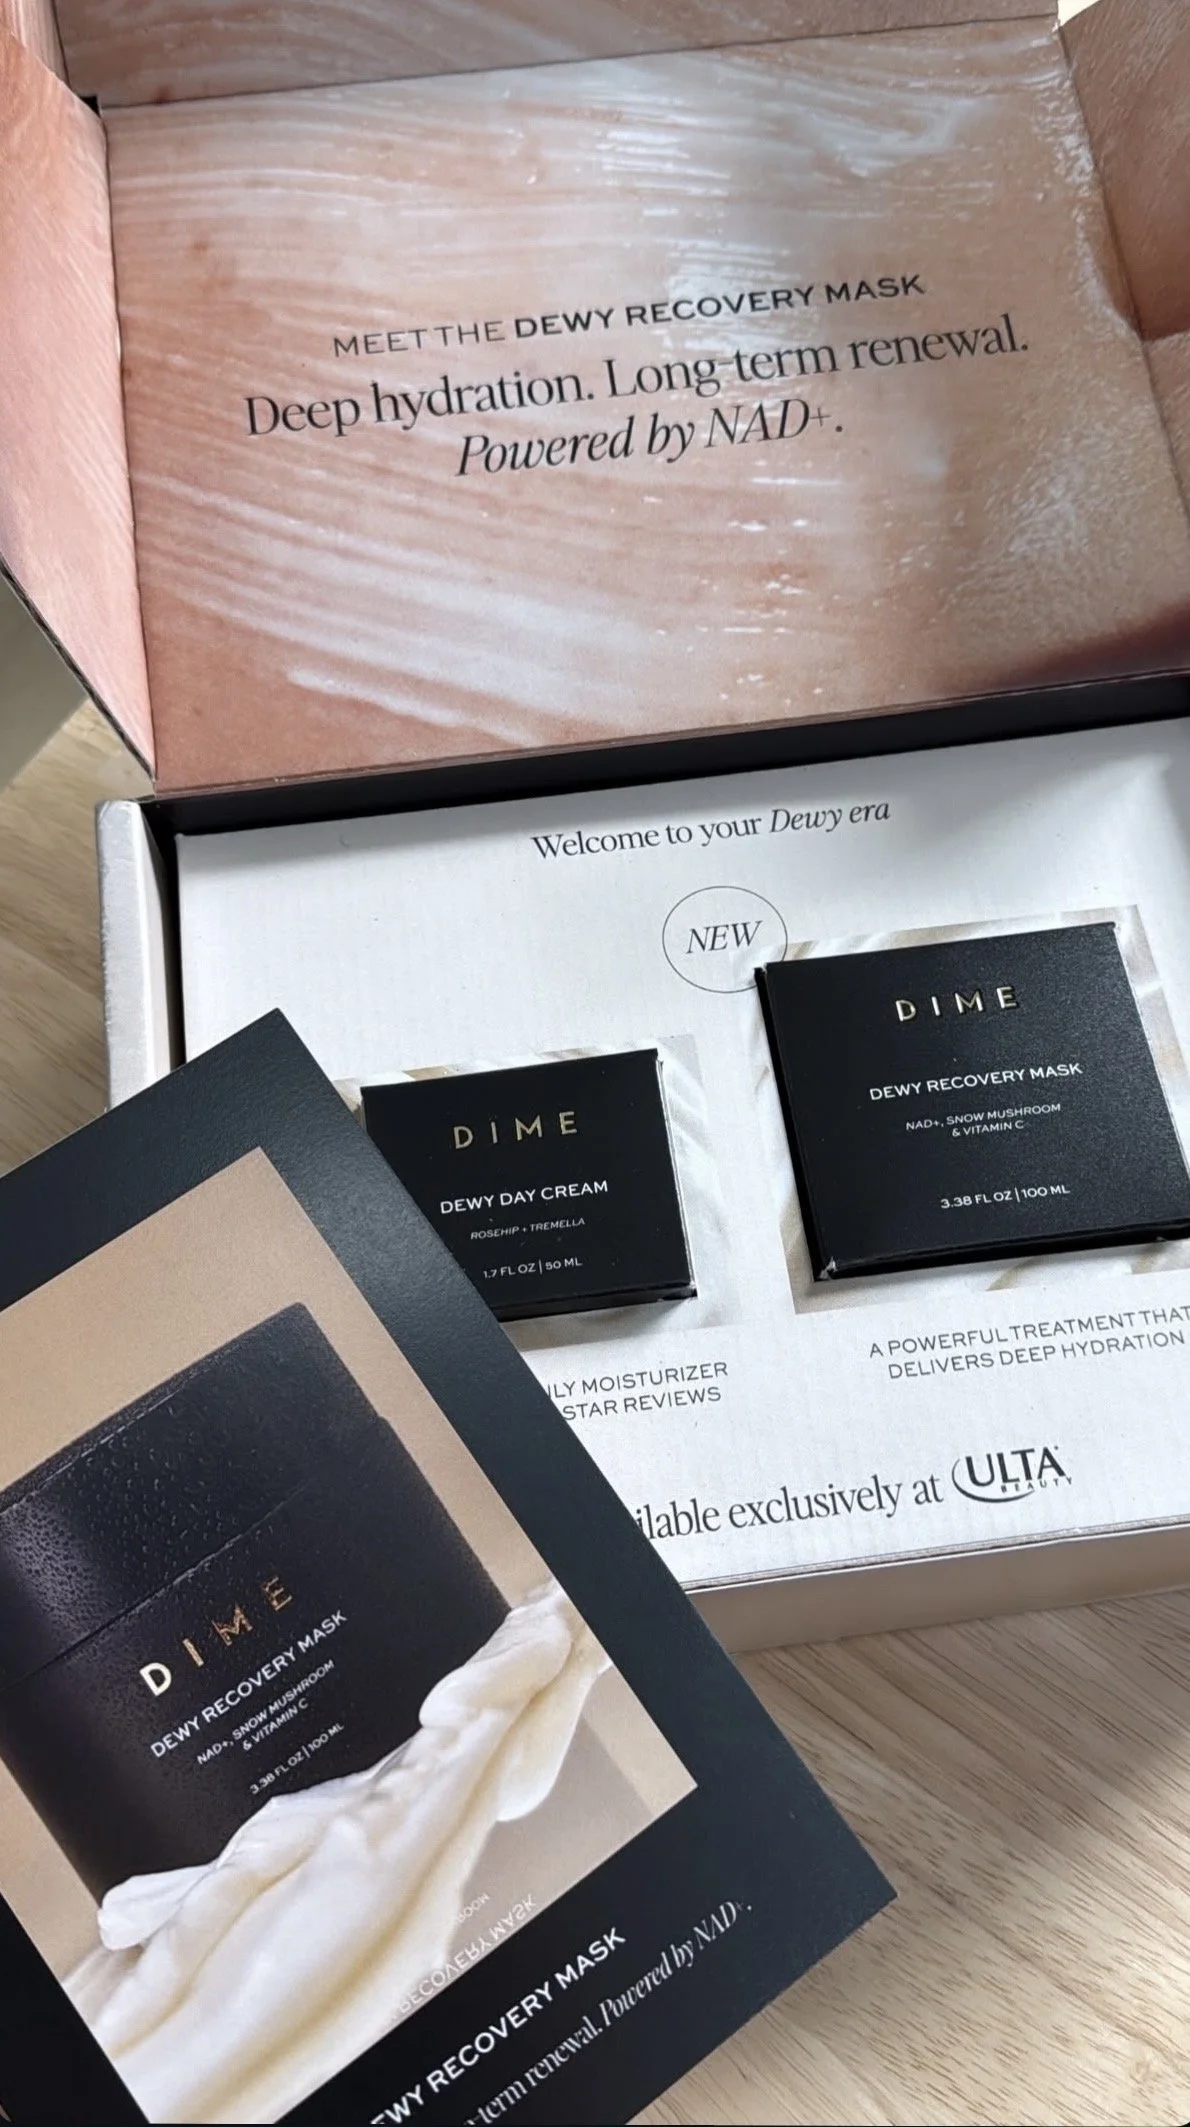 MEET THE DEWY RECOVERY MASK
Deep hydration. Long-term renewal.
Powered by NAD+.
Welcome to your Dewy era
NEW
DIME
DEWY DAY CREAM
ROSEHIP + TREMELLA
1.7 FL OZ | 50 ML
DIME
DEWY RECOVERY MASK
NAD+, SNOW MUSHROOM
& VITAMIN C
3.38 FL OZ | 100 ML
MOISTURIZER
STAR REVIEWS
A POWERFUL TREATMENT THAT
DELIVERS DEEP HYDRATION
ilable exclusively at ULTA
BEAUTY
DIME
DEWY RECOVERY MASK
NAD+, SNOW MUSHROOM
& VITAMIN C
3.38 FL OZ | 100 ML
RECOVERY MASK
EWY RECOVERY MASK
-term renewal. Powered by NAD+.